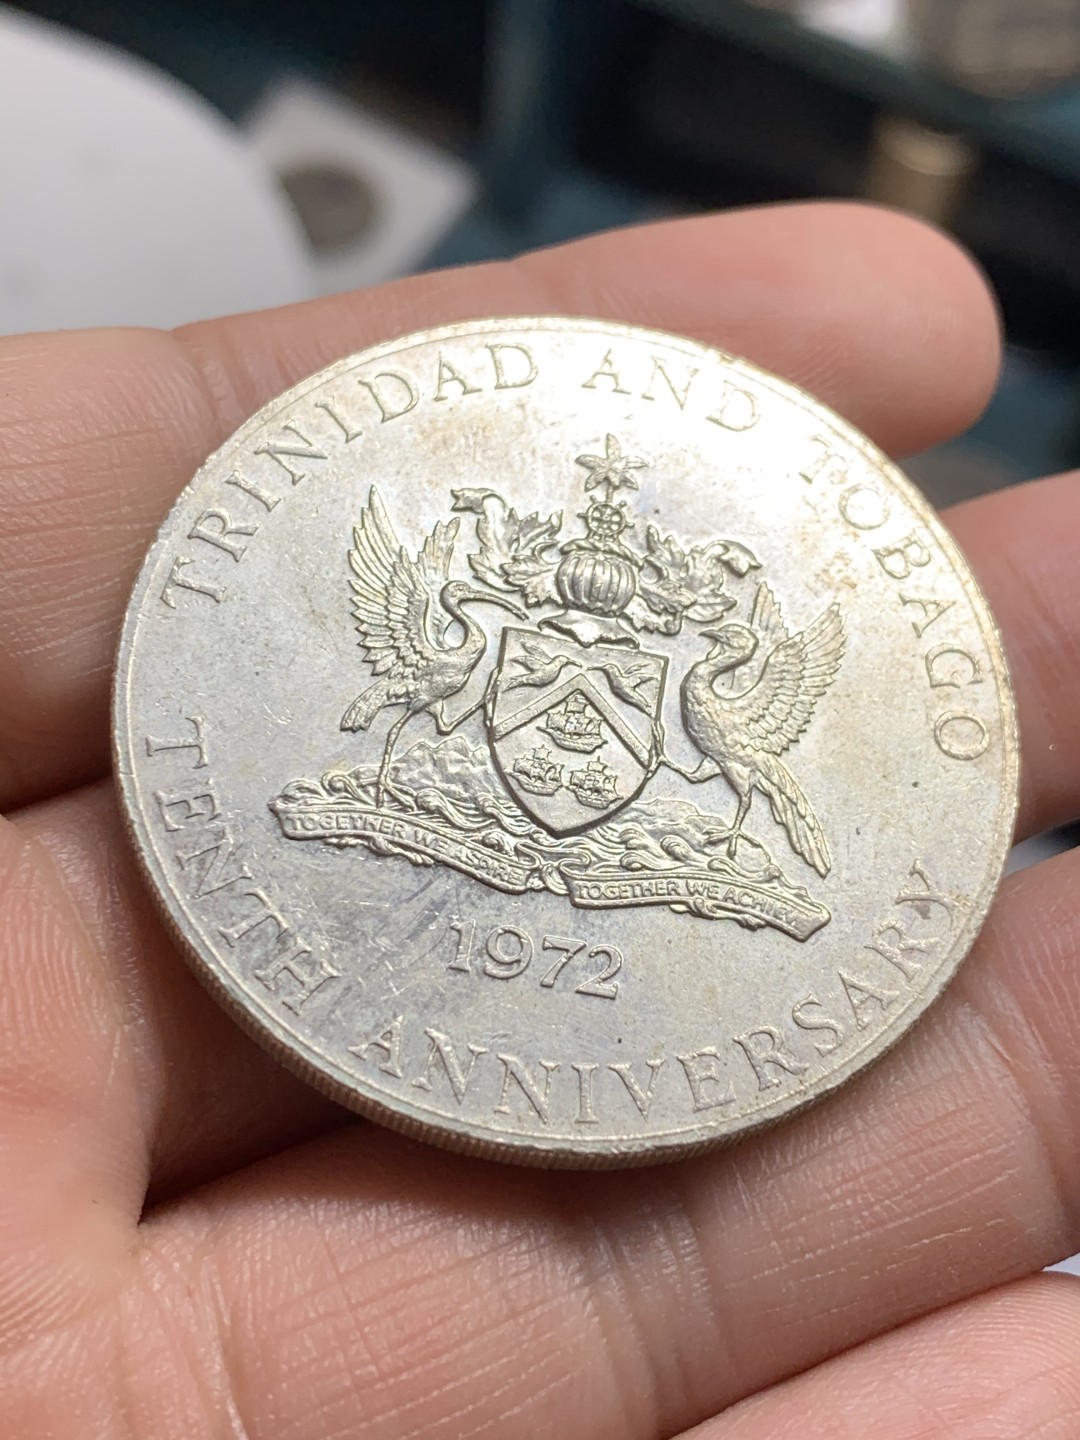 TRINIDAD AND TOBAGO
TOGETHER WE ASPIRE
TOGETHER WE ACHIEVE
1972
TENTH ANNIVERSARY